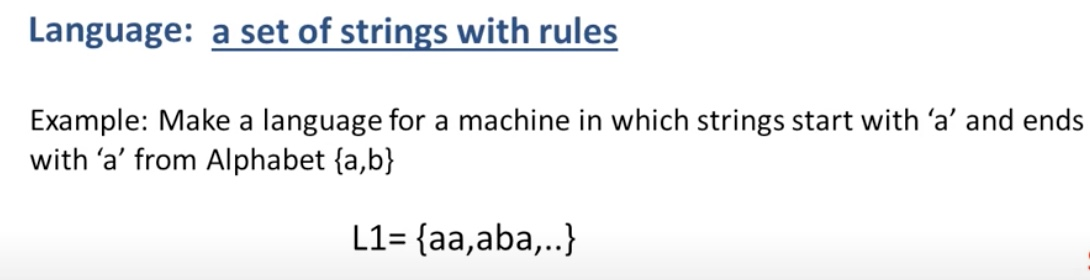 Language: a set of strings with rules
Example: Make a language for a machine in which strings start with ‘a’ and ends
with ‘a’ from Alphabet {a,b}
L1= {aa,aba,..}